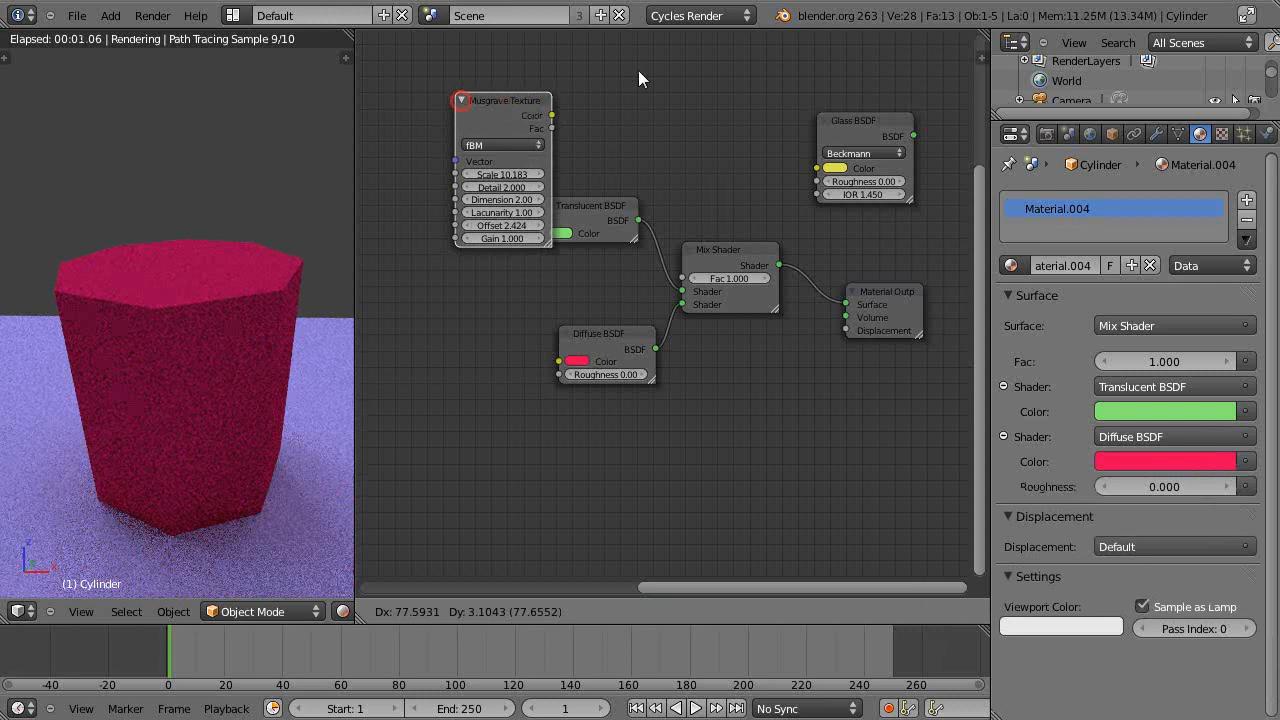 File Add Render Help Default Scene 3 Cycles Render blender.org 263 | Ve:28 | Fa:13 | Ob:1-5 | La:0 | Mem:11.25M (13.34M) | Cylinder
Elapsed: 00:01.06 | Rendering | Path Tracing Sample 9/10
View Search All Scenes
RenderLayers
World
Camera
Musgrave Texture
Color
Fac
fBM
Vector
Scale 10.183
Detail 2.000
Dimension 2.00
Lacunarity 1.00
Offset 2.424
Gain 1.000
Translucent BSDF
BSDF
Color
Glass BSDF
BSDF
Beckmann
Color
Roughness 0.00
IOR 1.450
Mix Shader
Shader
Fac 1.000
Shader
Shader
Material Outp
Surface
Volume
Displacement
Diffuse BSDF
BSDF
Color
Roughness 0.00
Cylinder Material.004
Material.004
aterial.004 F Data
Surface
Surface: Mix Shader
Fac: 1.000
Shader: Translucent BSDF
Color:
Shader: Diffuse BSDF
Color:
Roughness: 0.000
Displacement
Displacement: Default
Settings
Viewport Color: Sample as Lamp
Pass Index: 0
z
x
(1) Cylinder
View Select Object Object Mode
Dx: 77.5931 Dy: 3.1043 (77.6552)
-40 -20 0 20 40 60 80 100 120 140 160 180 200 220 240 260
View Marker Frame Playback Start: 1 End: 250 1 No Sync